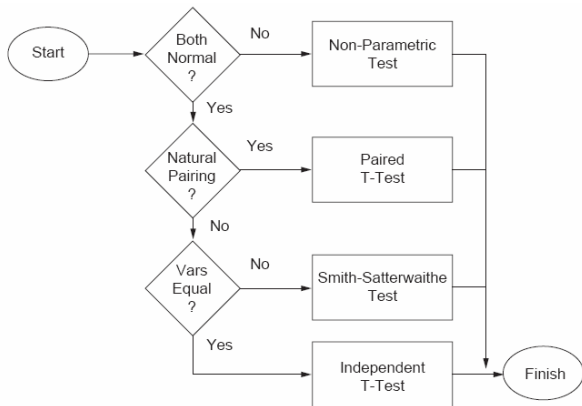 Start
Both
Normal
?
No
Non-Parametric
Test
Yes
Natural
Pairing
?
Yes
Paired
T-Test
No
Vars
Equal
?
No
Smith-Satterwaithe
Test
Yes
Independent
T-Test
Finish